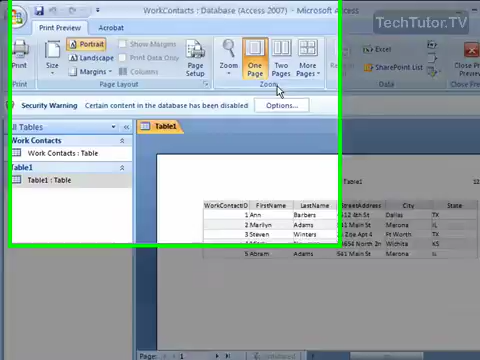 TechTutor.TV
WorkContacts : Database (Access 2007) - Microsoft Access
Print Preview
Acrobat
Size
Portrait
Landscape
Margins
Show Margins
Print Data Only
Page Setup
Page Layout
Zoom
One Page
Two Pages
More Pages
Zoom
Excel
SharePoint List
Close Print
Security Warning
Certain content in the database has been disabled
Options...
All Tables
Table1
Work Contacts
Work Contacts : Table
Table1
Table1 : Table
Table1
WorkContactID FirstName LastName StreetAddress City State
1 Ann Barbers 4512 4th St Dallas TX
2 Marilyn Adams 541 Main St Merona IL
3 Steven Winters Ft Worth TX
Wichita KS
5 Abram Adams 541 Main St Merona IL
Page: 1
Unfiltered